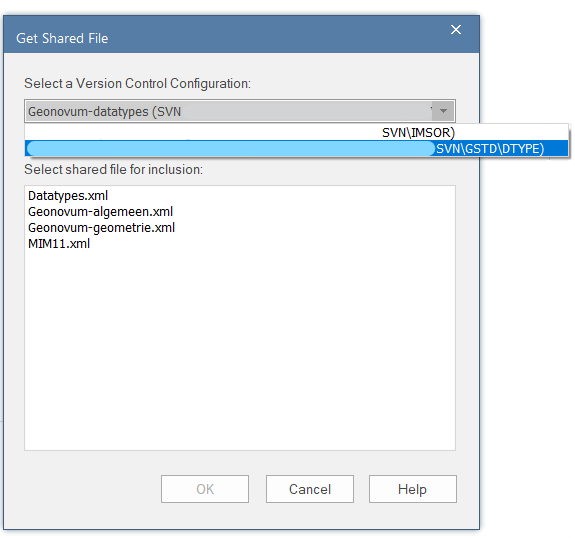 Get Shared File
Select a Version Control Configuration:
Geonovum-datatypes (SVN
SVN\IMSOR)
SVN\GSTD\DTYPE)
Select shared file for inclusion:
Datatypes.xml
Geonovum-algemeen.xml
Geonovum-geometrie.xml
MIM11.xml
OK
Cancel
Help